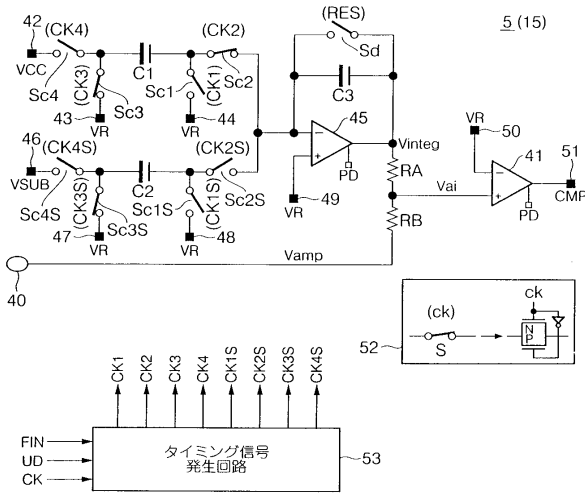 42
(CK4)
VCC
Sc4
(CK3)
Sc3
43
VR
C1
(CK2)
Sc2
Sc1
(CK1)
44
VR
(RES)
Sd
C3
45
PD
VR
49
Vinteg
RA
RB
Vai
5 (15)
VR
50
41
51
CMP
PD
46
(CK4S)
VSUB
Sc4S
(CK3S)
Sc3S
47
VR
C2
(CK2S)
Sc2S
Sc1S
(CK1S)
48
VR
Vamp
40
52
(ck)
S
ck
N
P
CK1
CK2
CK3
CK4
CK1S
CK2S
CK3S
CK4S
FIN
UD
CK
タイミング信号
発生回路
53
−
+
−
+